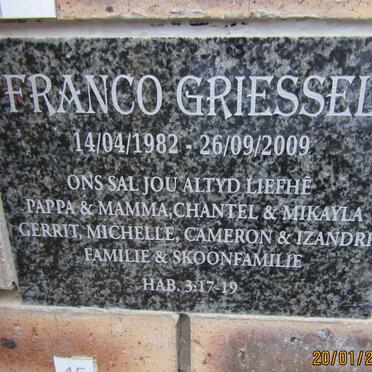 FRANCO GRIESSEL
14/04/1982 - 26/09/2009
ONS SAL JOU ALTYD LIEFHÊ
PAPPA & MAMMA, CHANTEL & MIKAYLA
GERRIT, MICHELLE, CAMERON & IZANDRI
FAMILIE & SKOONFAMILIE
HAB. 3:17-19